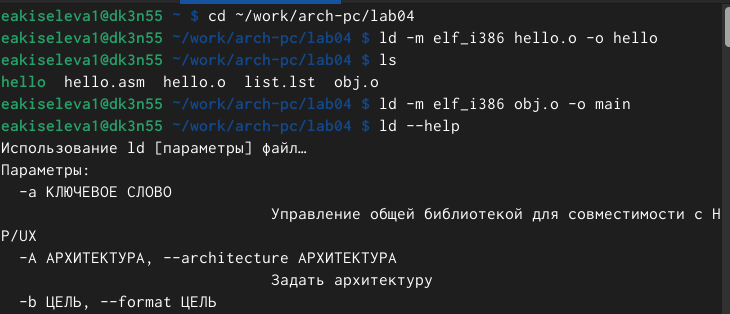 eakiseleva1@dk3n55 ~ $ cd ~/work/arch-pc/lab04
eakiseleva1@dk3n55 ~/work/arch-pc/lab04 $ ld -m elf_i386 hello.o -o hello
eakiseleva1@dk3n55 ~/work/arch-pc/lab04 $ ls
hello  hello.asm  hello.o  list.lst  obj.o
eakiseleva1@dk3n55 ~/work/arch-pc/lab04 $ ld -m elf_i386 obj.o -o main
eakiseleva1@dk3n55 ~/work/arch-pc/lab04 $ ld --help
Использование ld [параметры] файл…
Параметры:
  -a КЛЮЧЕВОЕ СЛОВО
                              Управление общей библиотекой для совместимости с H
P/UX
  -A АРХИТЕКТУРА, --architecture АРХИТЕКТУРА
                              Задать архитектуру
  -b ЦЕЛЬ, --format ЦЕЛЬ